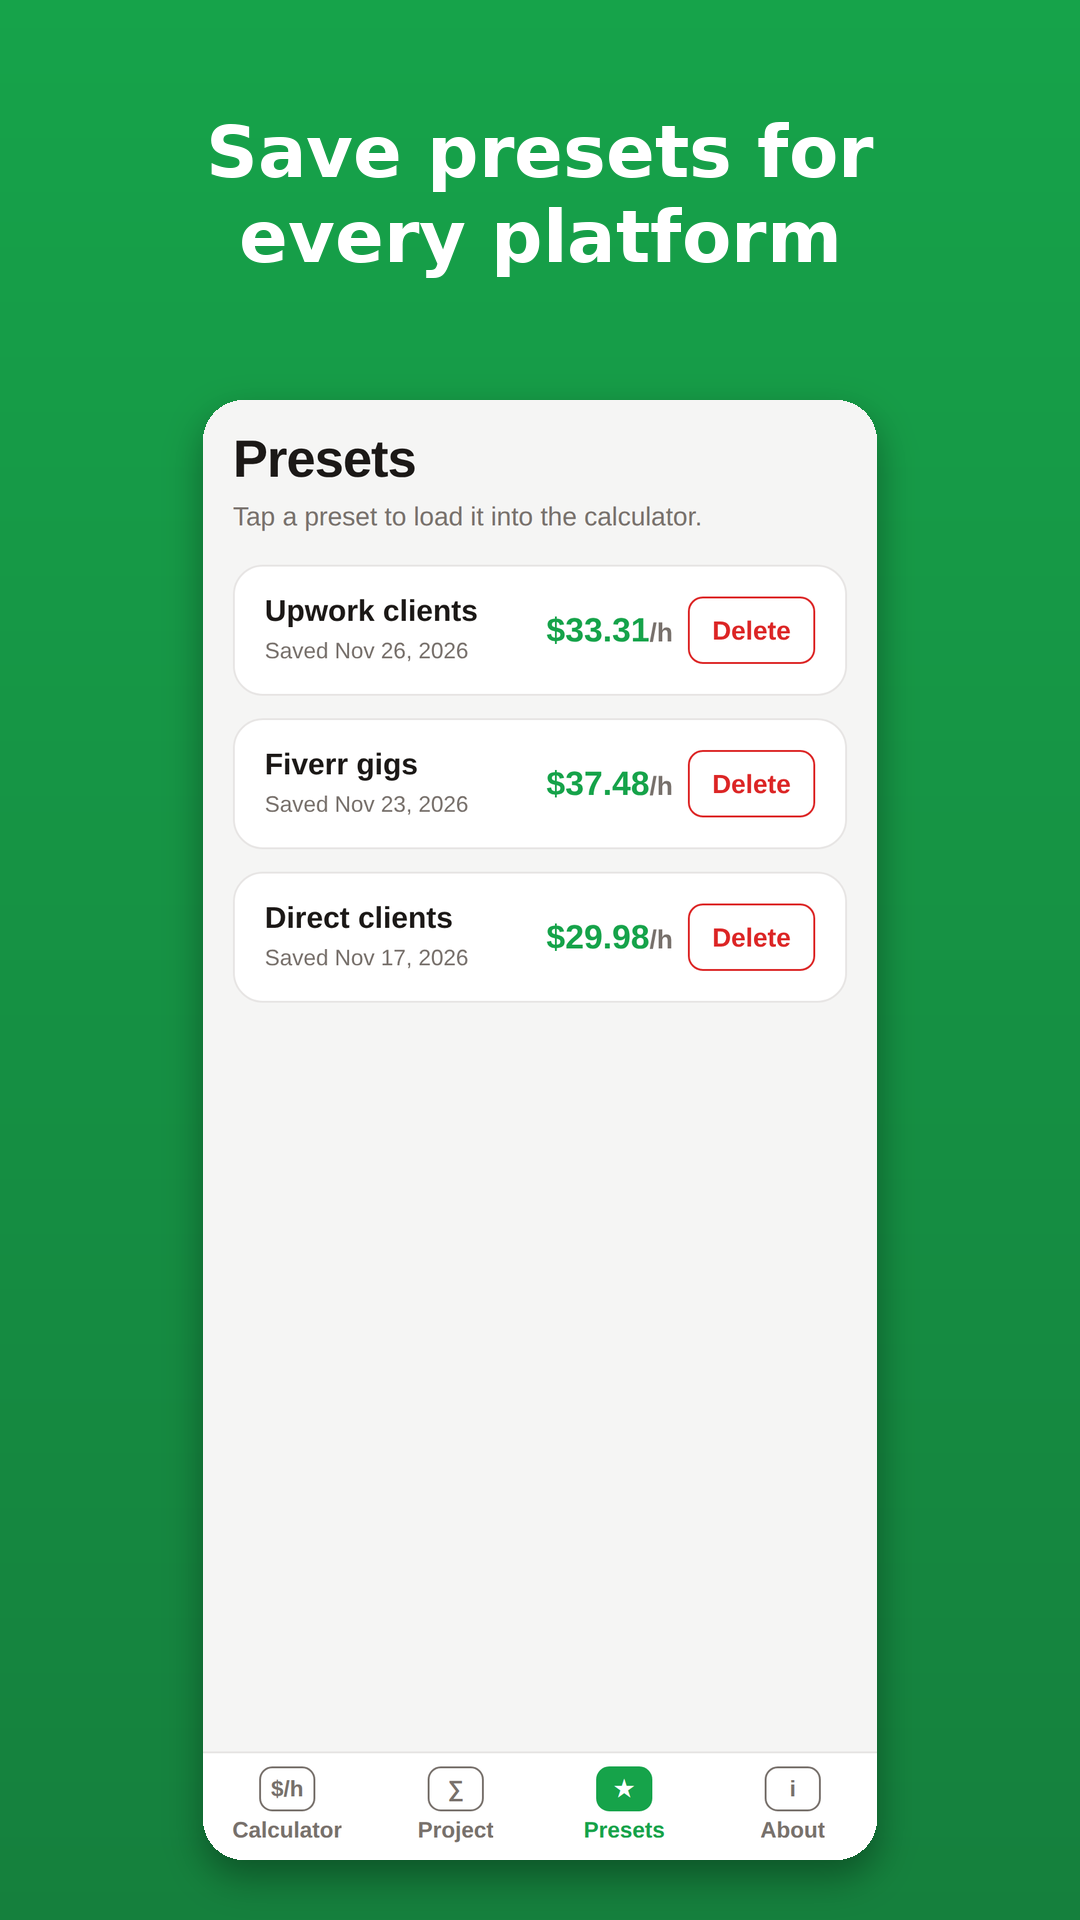 Save presets for
every platform
Presets
Tap a preset to load it into the calculator.
Upwork clients
Saved Nov 26, 2026
$33.31/h
Delete
Fiverr gigs
Saved Nov 23, 2026
$37.48/h
Delete
Direct clients
Saved Nov 17, 2026
$29.98/h
Delete
$/h
Calculator
∑
Project
★
Presets
i
About